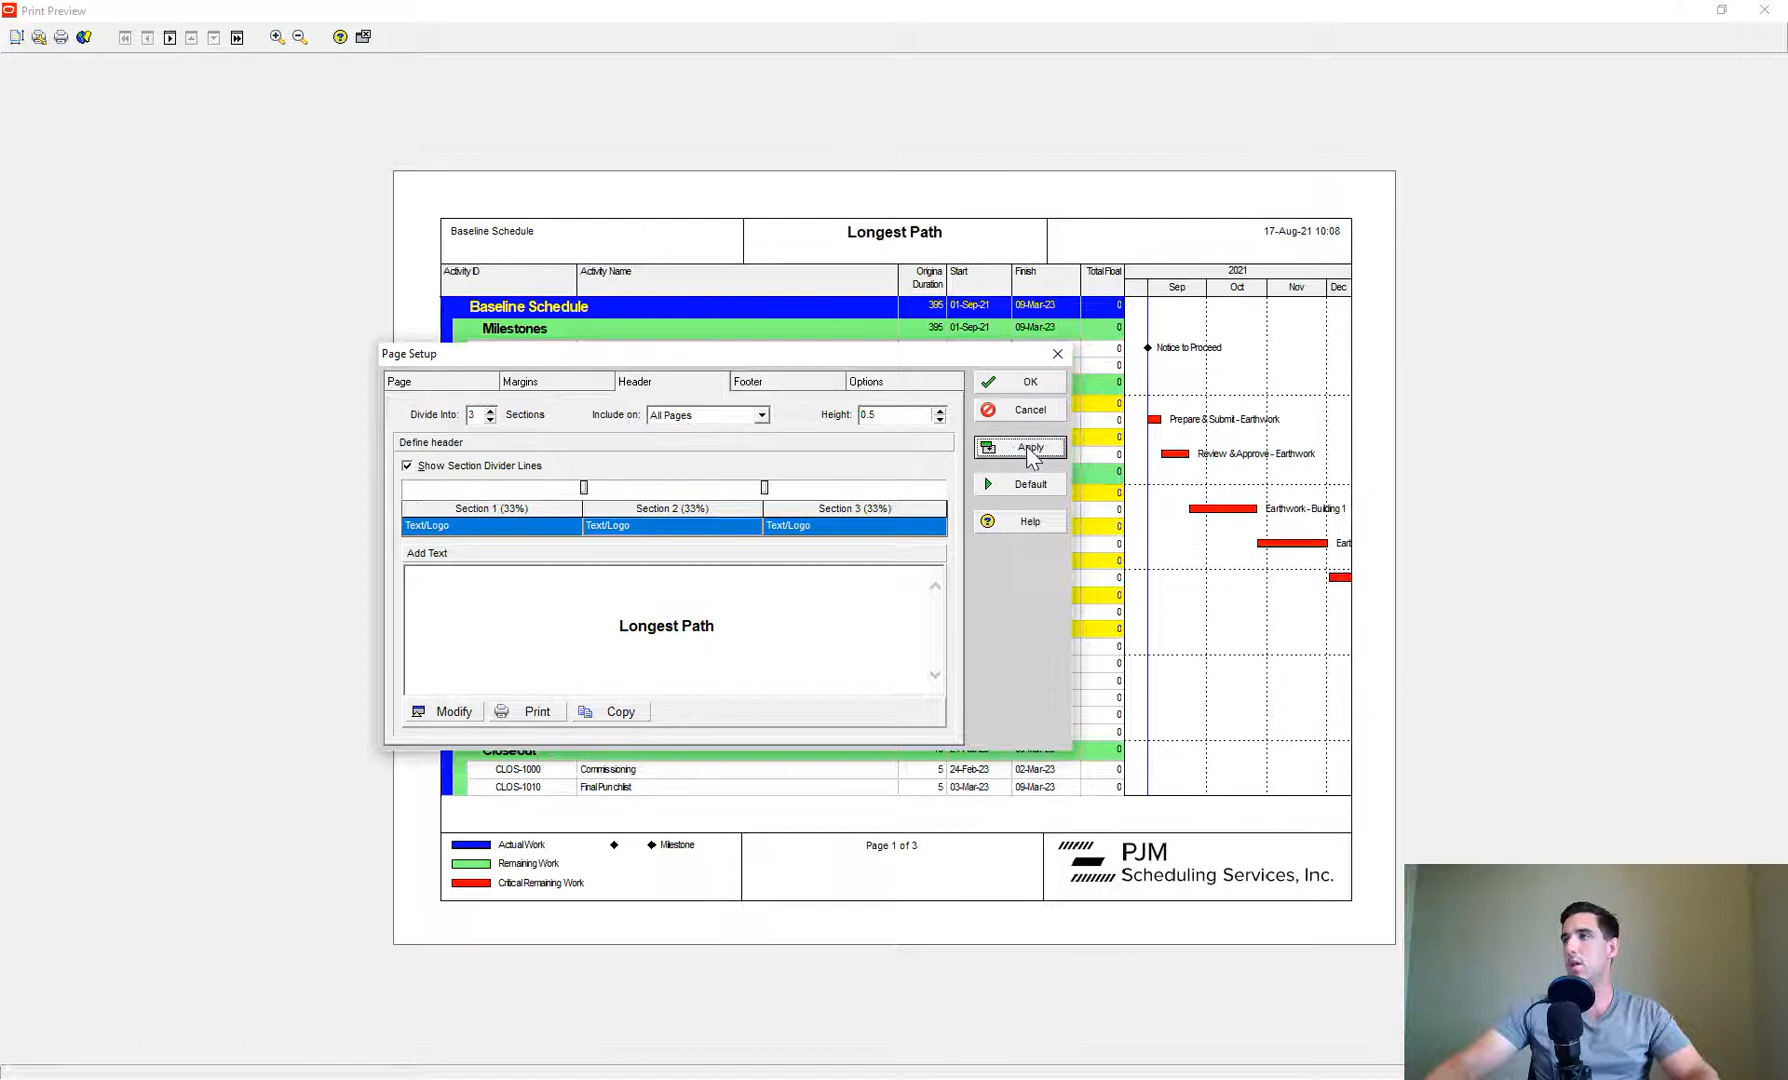 Print Preview
Baseline Schedule
Longest Path
17-Aug-21 10:08
Activity ID
Activity Name
Origina
Duration
Start
Finish
Total Float
2021
Sep
Oct
Nov
Dec
Baseline Schedule
395
01-Sep-21
09-Mar-23
0
Milestones
395
01-Sep-21
09-Mar-23
0
Notice to Proceed
Prepare & Submit - Earthwork
Review & Approve - Earthwork
Earthwork - Building 1
Eart
Page Setup
Page
Margins
Header
Footer
Options
OK
Cancel
Apply
Default
Help
Divide Into:
3
Sections
Include on:
All Pages
Height:
0.5
Define header
Show Section Divider Lines
Section 1 (33%)
Section 2 (33%)
Section 3 (33%)
Text/Logo
Text/Logo
Text/Logo
Add Text
Longest Path
Modify
Print
Copy
Closeout
0
CLOS-1000
Commissioning
5
24-Feb-23
02-Mar-23
0
CLOS-1010
Final Punchlist
5
03-Mar-23
09-Mar-23
0
Actual Work
Milestone
Remaining Work
Critical Remaining Work
Page 1 of 3
PJM
Scheduling Services, Inc.